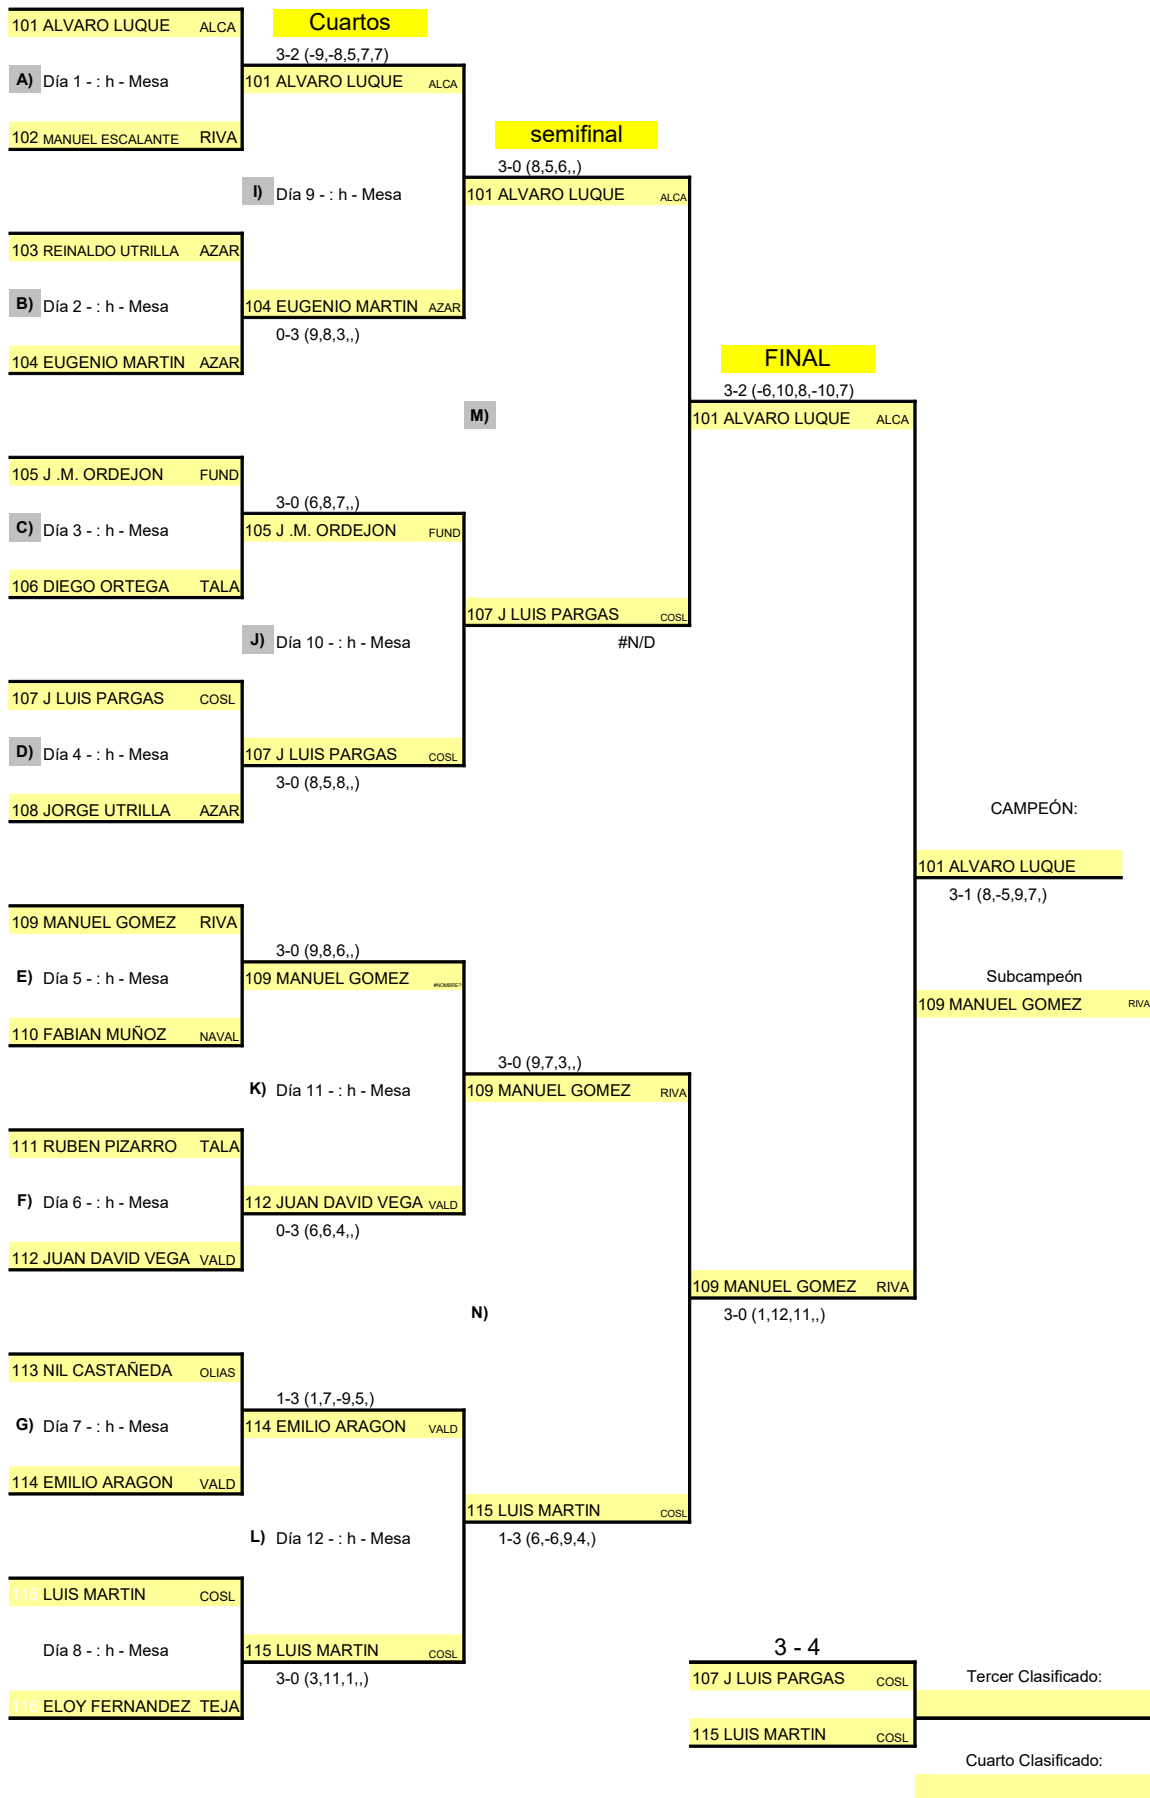 101 ALVARO LUQUE ALCA
Cuartos
3-2 (-9,-8,5,7,7)
A) Día 1 - : h - Mesa
101 ALVARO LUQUE ALCA
102 MANUEL ESCALANTE RIVA
semifinal
3-0 (8,5,6,,)
I) Día 9 - : h - Mesa
101 ALVARO LUQUE ALCA
103 REINALDO UTRILLA AZAR
B) Día 2 - : h - Mesa
104 EUGENIO MARTIN AZAR
0-3 (9,8,3,,)
104 EUGENIO MARTIN AZAR
FINAL
3-2 (-6,10,8,-10,7)
M)
101 ALVARO LUQUE ALCA
105 J .M. ORDEJON FUND
3-0 (6,8,7,,)
C) Día 3 - : h - Mesa
105 J .M. ORDEJON FUND
106 DIEGO ORTEGA TALA
107 J LUIS PARGAS COSL
J) Día 10 - : h - Mesa
#N/D
107 J LUIS PARGAS COSL
D) Día 4 - : h - Mesa
107 J LUIS PARGAS COSL
3-0 (8,5,8,,)
108 JORGE UTRILLA AZAR
CAMPEÓN:
101 ALVARO LUQUE
3-1 (8,-5,9,7,)
109 MANUEL GOMEZ RIVA
3-0 (9,8,6,,)
E) Día 5 - : h - Mesa
109 MANUEL GOMEZ #NOMBRE?
Subcampeón
109 MANUEL GOMEZ RIVA
110 FABIAN MUÑOZ NAVAL
3-0 (9,7,3,,)
K) Día 11 - : h - Mesa
109 MANUEL GOMEZ RIVA
111 RUBEN PIZARRO TALA
F) Día 6 - : h - Mesa
112 JUAN DAVID VEGA VALD
0-3 (6,6,4,,)
112 JUAN DAVID VEGA VALD
109 MANUEL GOMEZ RIVA
N)
3-0 (1,12,11,,)
113 NIL CASTAÑEDA OLIAS
1-3 (1,7,-9,5,)
G) Día 7 - : h - Mesa
114 EMILIO ARAGON VALD
114 EMILIO ARAGON VALD
115 LUIS MARTIN COSL
L) Día 12 - : h - Mesa
1-3 (6,-6,9,4,)
115 LUIS MARTIN COSL
Día 8 - : h - Mesa
115 LUIS MARTIN COSL
3-0 (3,11,1,,)
116 ELOY FERNANDEZ TEJA
3 - 4
107 J LUIS PARGAS COSL
Tercer Clasificado:
115 LUIS MARTIN COSL
Cuarto Clasificado: